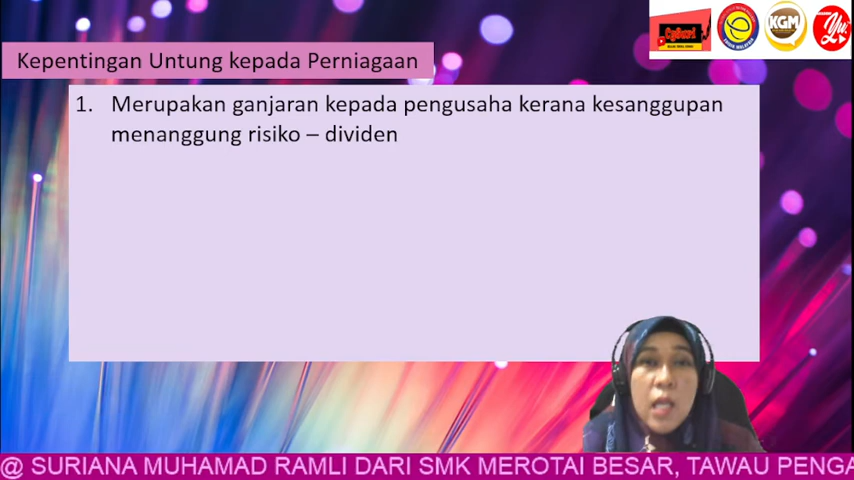 KGM
Kepentingan Untung kepada Perniagaan
1. Merupakan ganjaran kepada pengusaha kerana kesanggupan
menanggung risiko – dividen
@ SURIANA MUHAMAD RAMLI DARI SMK MEROTAI BESAR, TAWAU PENGA